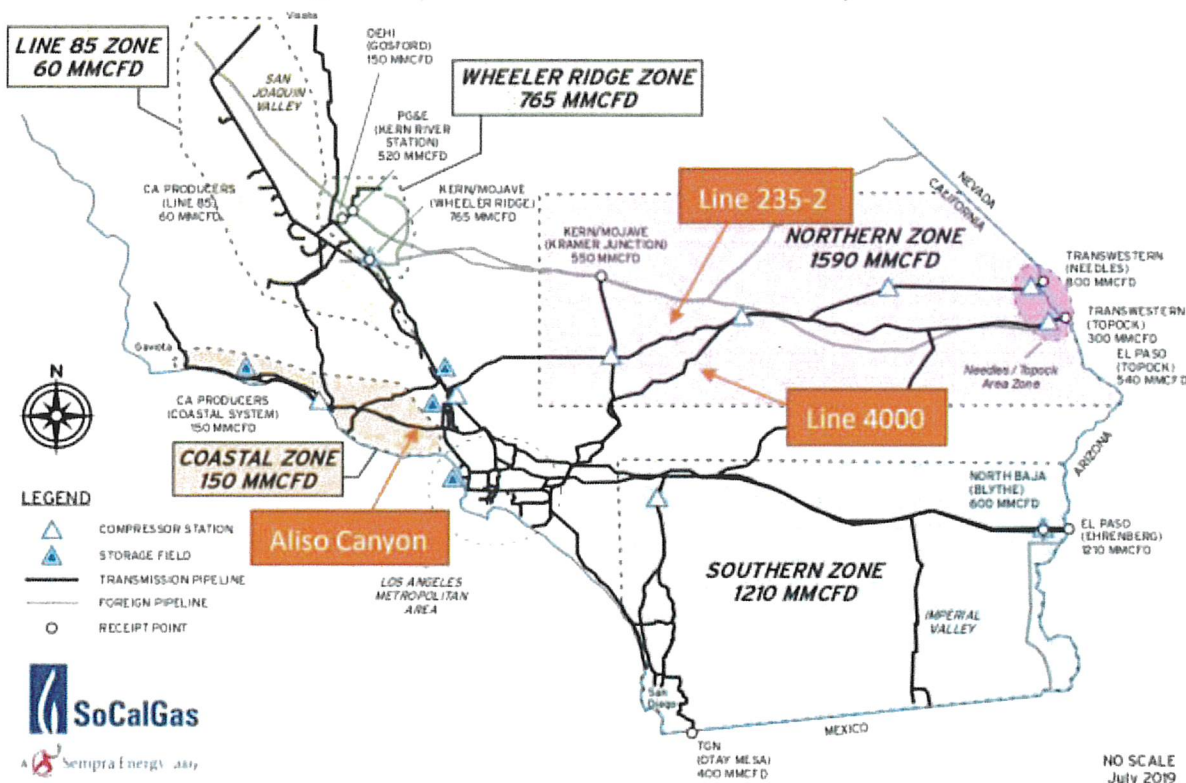 Visalia
LINE 85 ZONE
60 MMCFD
SAN
JOAQUIN
VALLEY
OEHI
(GOSFORD)
150 MMCFD
WHEELER RIDGE ZONE
765 MMCFD
PG&E
(KERN RIVER
STATION)
520 MMCFD
CA PRODUCERS
(LINE 85)
60 MMCFD
KERN/MOJAVE
(WHEELER RIDGE)
765 MMCFD
Line 235-2
NEVADA
CALIFORNIA
KERN/MOJAVE
(KRAMER JUNCTION)
550 MMCFD
NORTHERN ZONE
1590 MMCFD
TRANSWESTERN
(NEEDLES)
800 MMCFD
TRANSWESTERN
(TOPOCK)
300 MMCFD
EL PASO
(TOPOCK)
540 MMCFD
Needles / Topock
Area Zone
Gaviota
N
CA PRODUCERS
(COASTAL SYSTEM)
150 MMCFD
Line 4000
COASTAL ZONE
150 MMCFD
ARIZONA
NORTH BAJA
(BLYTHE)
600 MMCFD
EL PASO
(EHRENBERG)
1210 MMCFD
Aliso Canyon
LEGEND
COMPRESSOR STATION
STORAGE FIELD
TRANSMISSION PIPELINE
FOREIGN PIPELINE
RECEIPT POINT
LOS ANGELES
METROPOLITAN
AREA
SOUTHERN ZONE
1210 MMCFD
IMPERIAL
VALLEY
San
Diego
MEXICO
TGN
(OTAY MESA)
400 MMCFD
SoCalGas
A Sempra Energy utility
NO SCALE
July 2019